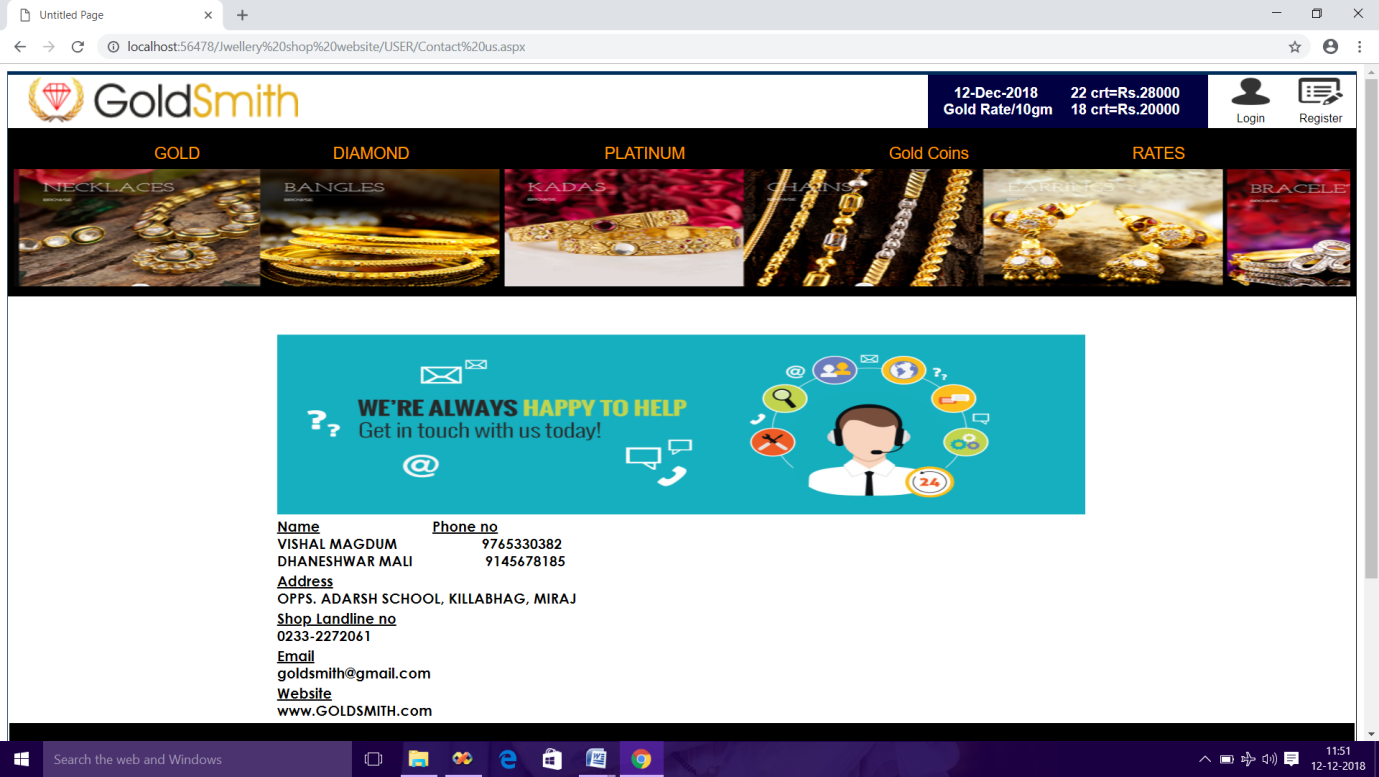 Untitled Page
localhost:56478/Jwellery%20shop%20website/USER/Contact%20us.aspx
GoldSmith
12-Dec-2018 22 crt=Rs.28000
Gold Rate/10gm 18 crt=Rs.20000
Login Register
GOLD DIAMOND PLATINUM Gold Coins RATES
NECKLACES BANGLES KADAS CHAINS EARRINGS BRACELET
WE'RE ALWAYS HAPPY TO HELP
Get in touch with us today!
24
Name Phone no
VISHAL MAGDUM 9765330382
DHANESHWAR MALI 9145678185
Address
OPPS. ADARSH SCHOOL, KILLABHAG, MIRAJ
Shop Landline no
0233-2272061
Email
goldsmith@gmail.com
Website
www.GOLDSMITH.com
Search the web and Windows
11:51
12-12-2018